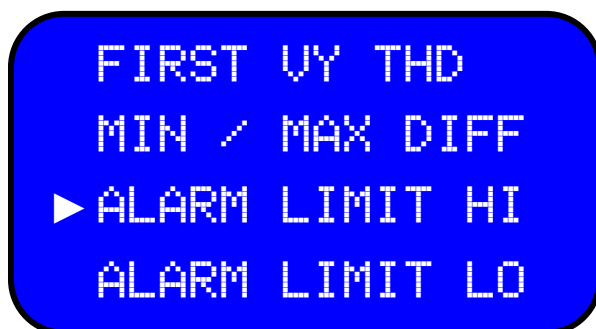 FIRST VY THD
MIN / MAX DIFF
►ALARM LIMIT HI
ALARM LIMIT LO